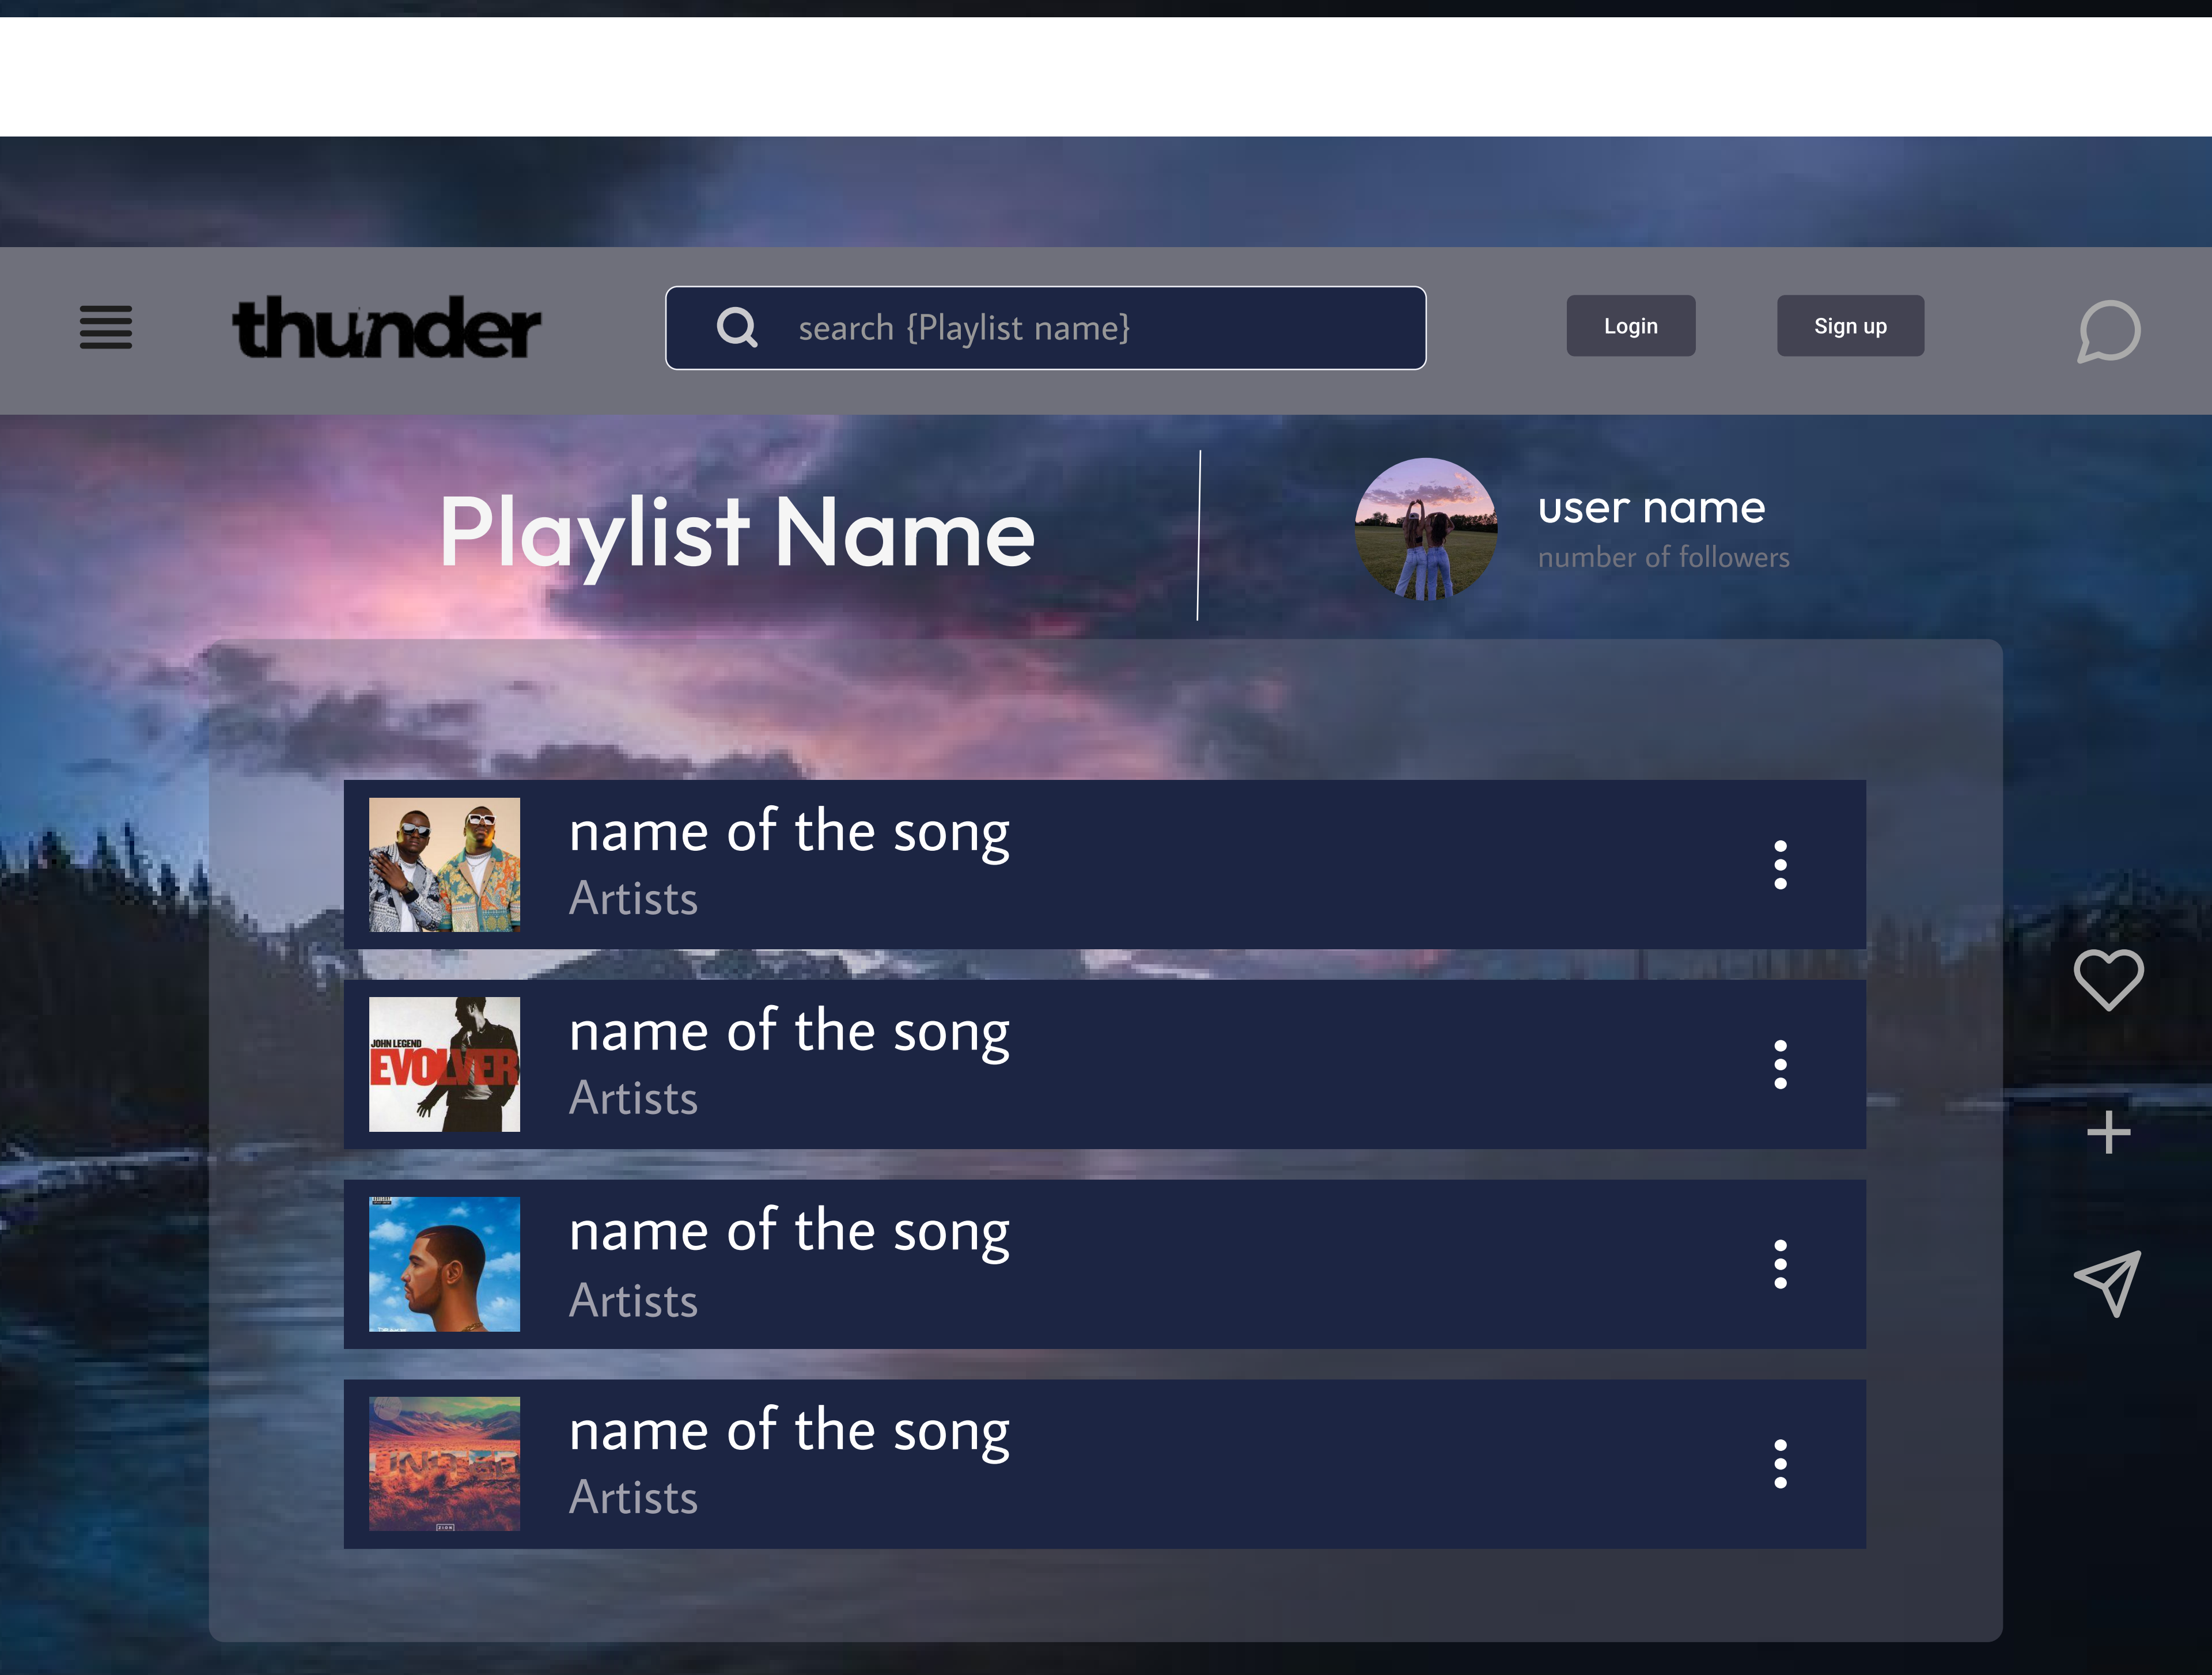 thunder
search {Playlist name}
Login
Sign up
Playlist Name
user name
number of followers
name of the song
Artists
JOHN LEGEND
EVOLVER
name of the song
Artists
name of the song
Artists
name of the song
Artists
ZION